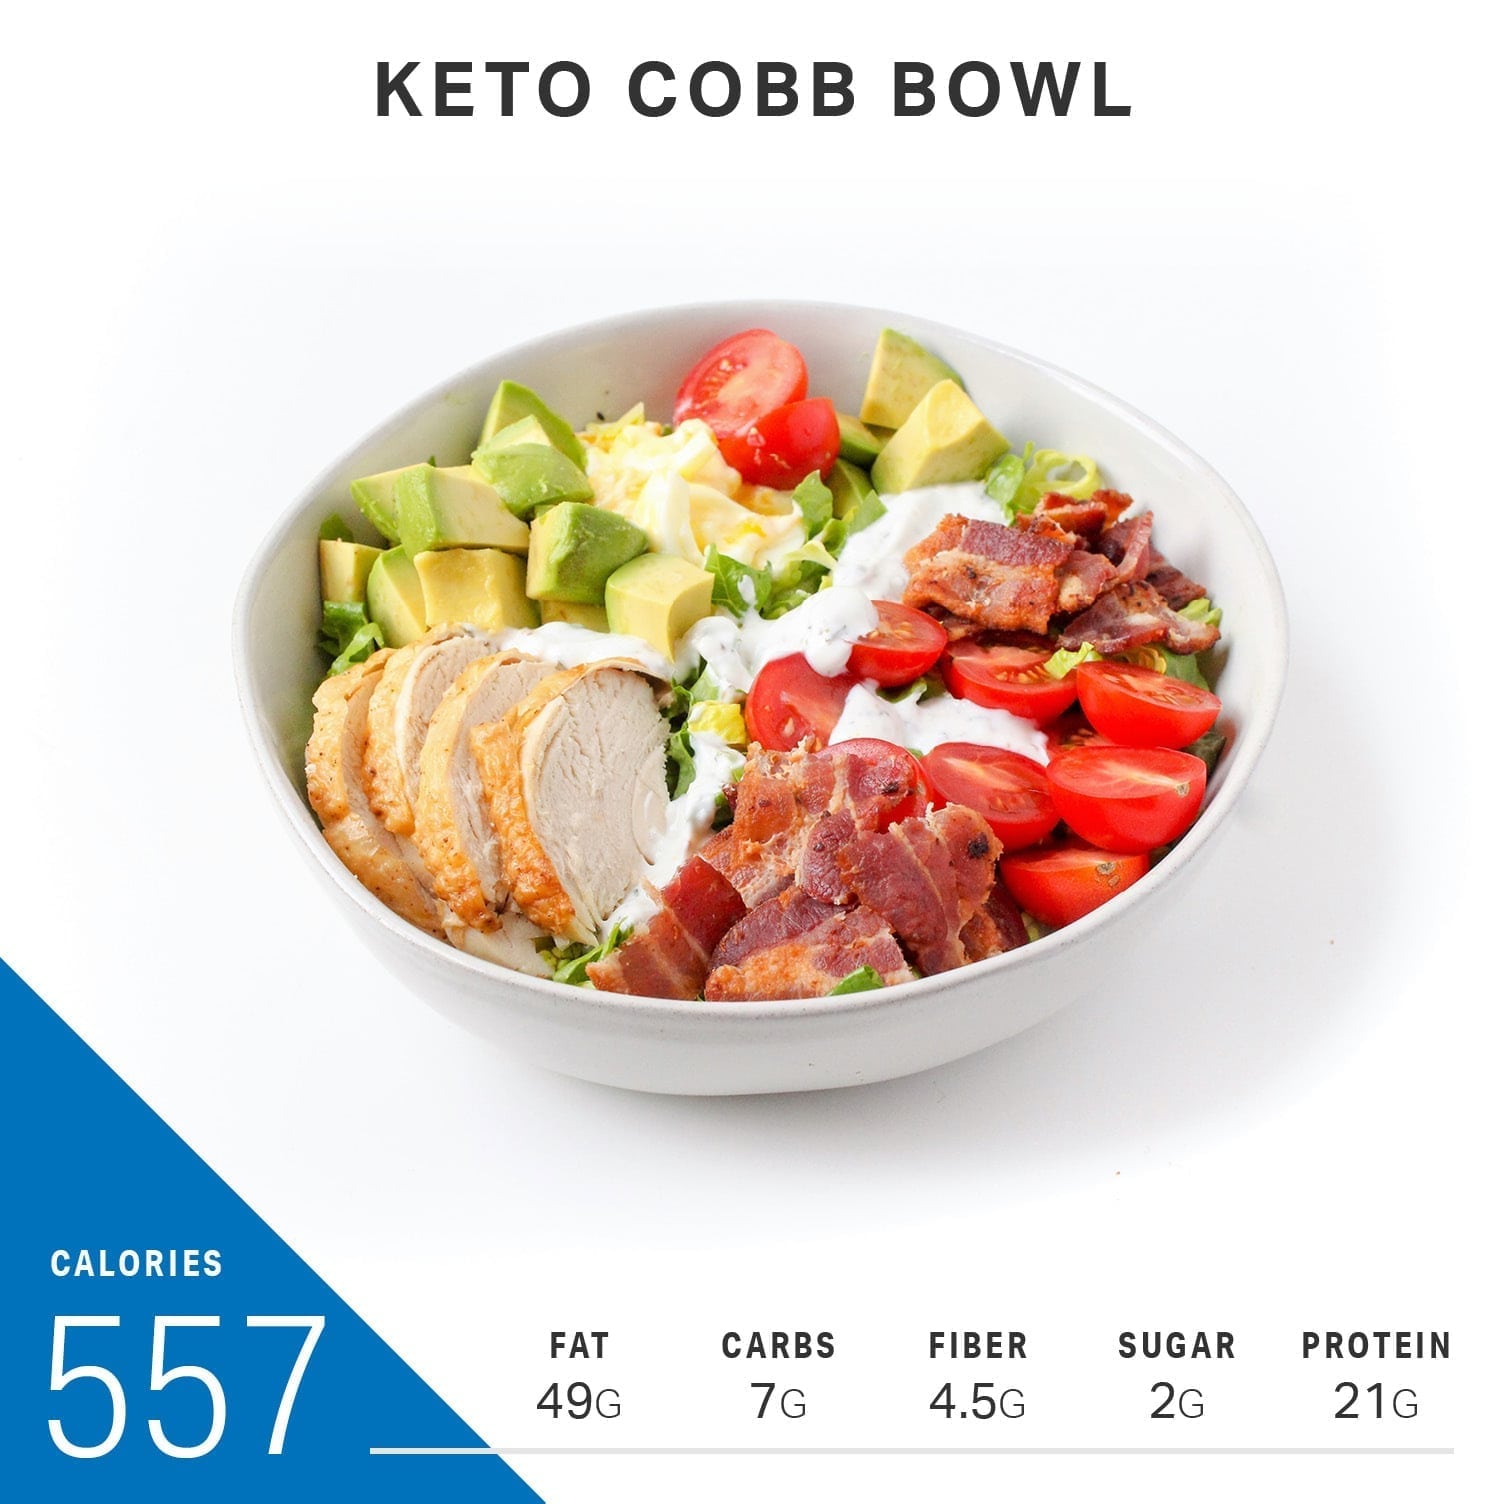 KETO COBB BOWL
CALORIES
557
FAT CARBS FIBER SUGAR PROTEIN
49G 7G 4.5G 2G 21G